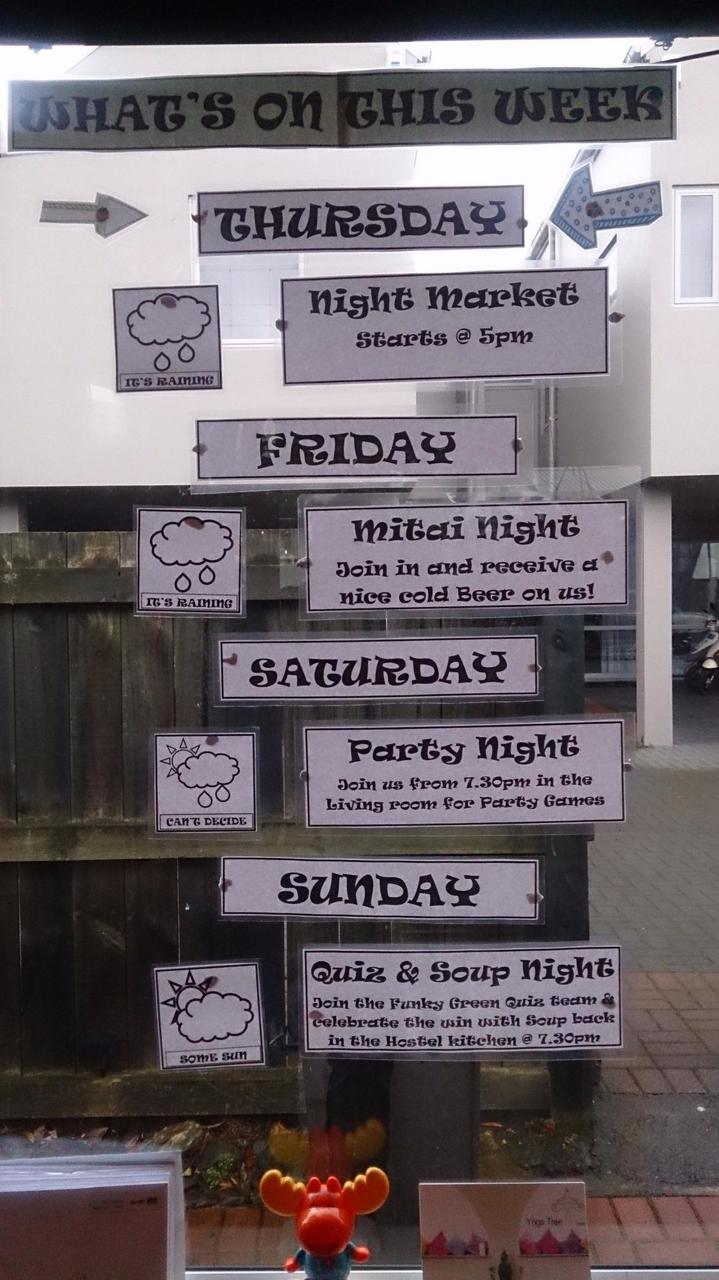 WHAT'S ON THIS WEEK
THURSDAY
IT'S RAINING
Night Market
Starts @ 5pm
FRIDAY
IT'S RAINING
Mitai Night
Join in and receive a
nice cold Beer on us!
SATURDAY
CAN'T DECIDE
Party Night
Join us from 7.30pm in the
Living room for Party Games
SUNDAY
SOME SUN
Quiz & Soup Night
Join the Funky Green Quiz team &
celebrate the win with Soup back
in the Hostel kitchen @ 7.30pm
Yoga Tree